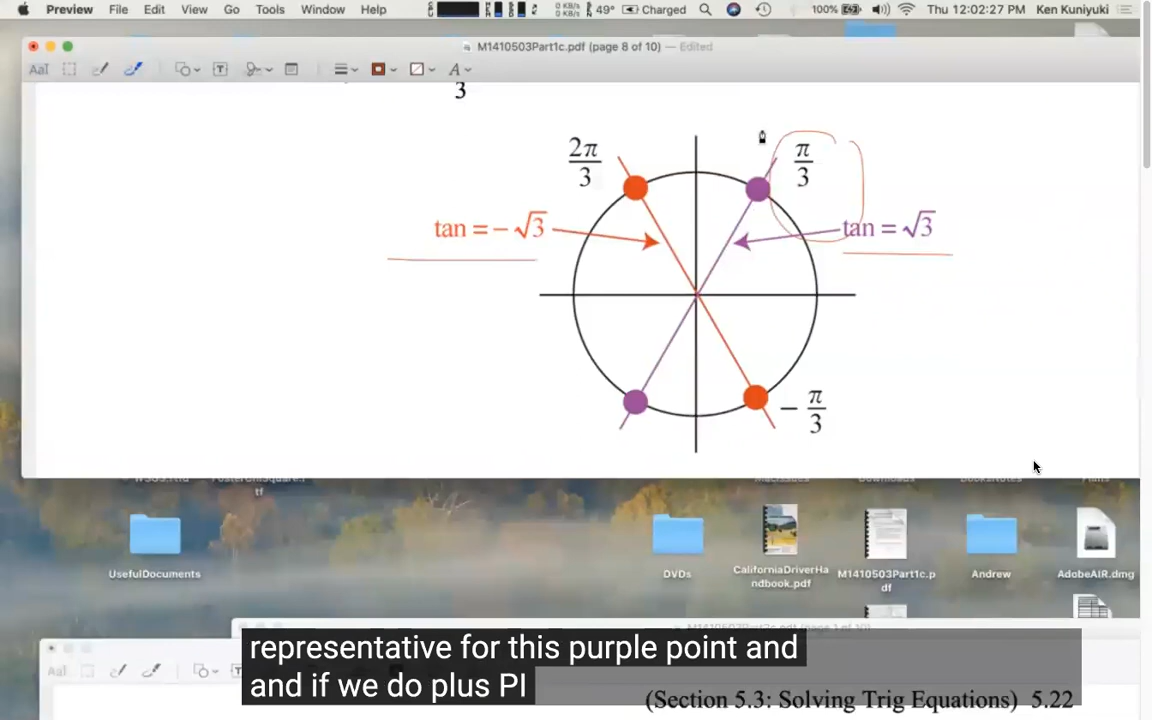 Preview File Edit View Go Tools Window Help
49° Charged 100% Thu 12:02:27 PM Ken Kuniyuki
M1410503Part1c.pdf (page 8 of 10) — Edited
3
2π/3
π/3
tan = − √3
tan = √3
− π/3
UsefulDocuments
DVDs
CaliforniaDriverHandbook.pdf
M1410503Part1c.pdf
Andrew
AdobeAIR.dmg
representative for this purple point and
and if we do plus PI
(Section 5.3: Solving Trig Equations) 5.22